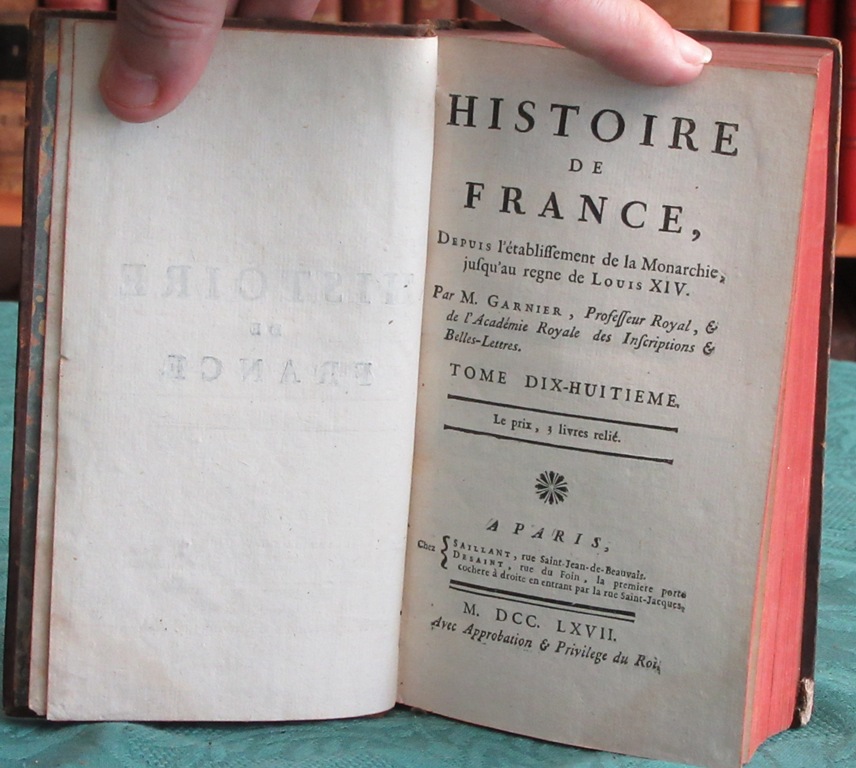 HISTOIRE
DE
FRANCE
HISTOIRE
DE
FRANCE,
DEPUIS l'établiſſement de la Monarchie,
juſqu'au regne de LOUIS XIV.
Par M. GARNIER, Profeſſeur Royal, &
de l'Académie Royale des Inſcriptions &
Belles-Lettres.
TOME DIX-HUITIEME.
Le prix, 3 livres relié.
A PARIS,
Chez { SAILLANT, rue Saint-Jean-de-Beauvais.
DESAINT, rue du Foin, la premiere porte
cochere à droite en entrant par la rue Saint-Jacques.
M. DCC. LXVII.
Avec Approbation & Privilege du Roi.